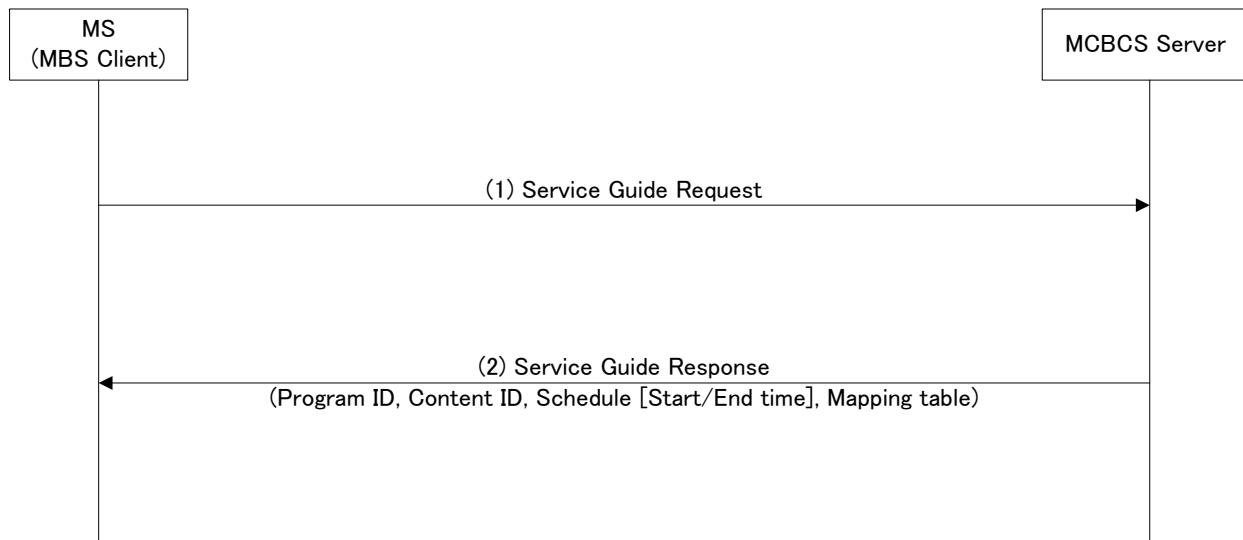 MS
(MBS Client)
MCBCS Server
(1) Service Guide Request
(2) Service Guide Response
(Program ID, Content ID, Schedule [Start/End time], Mapping table)